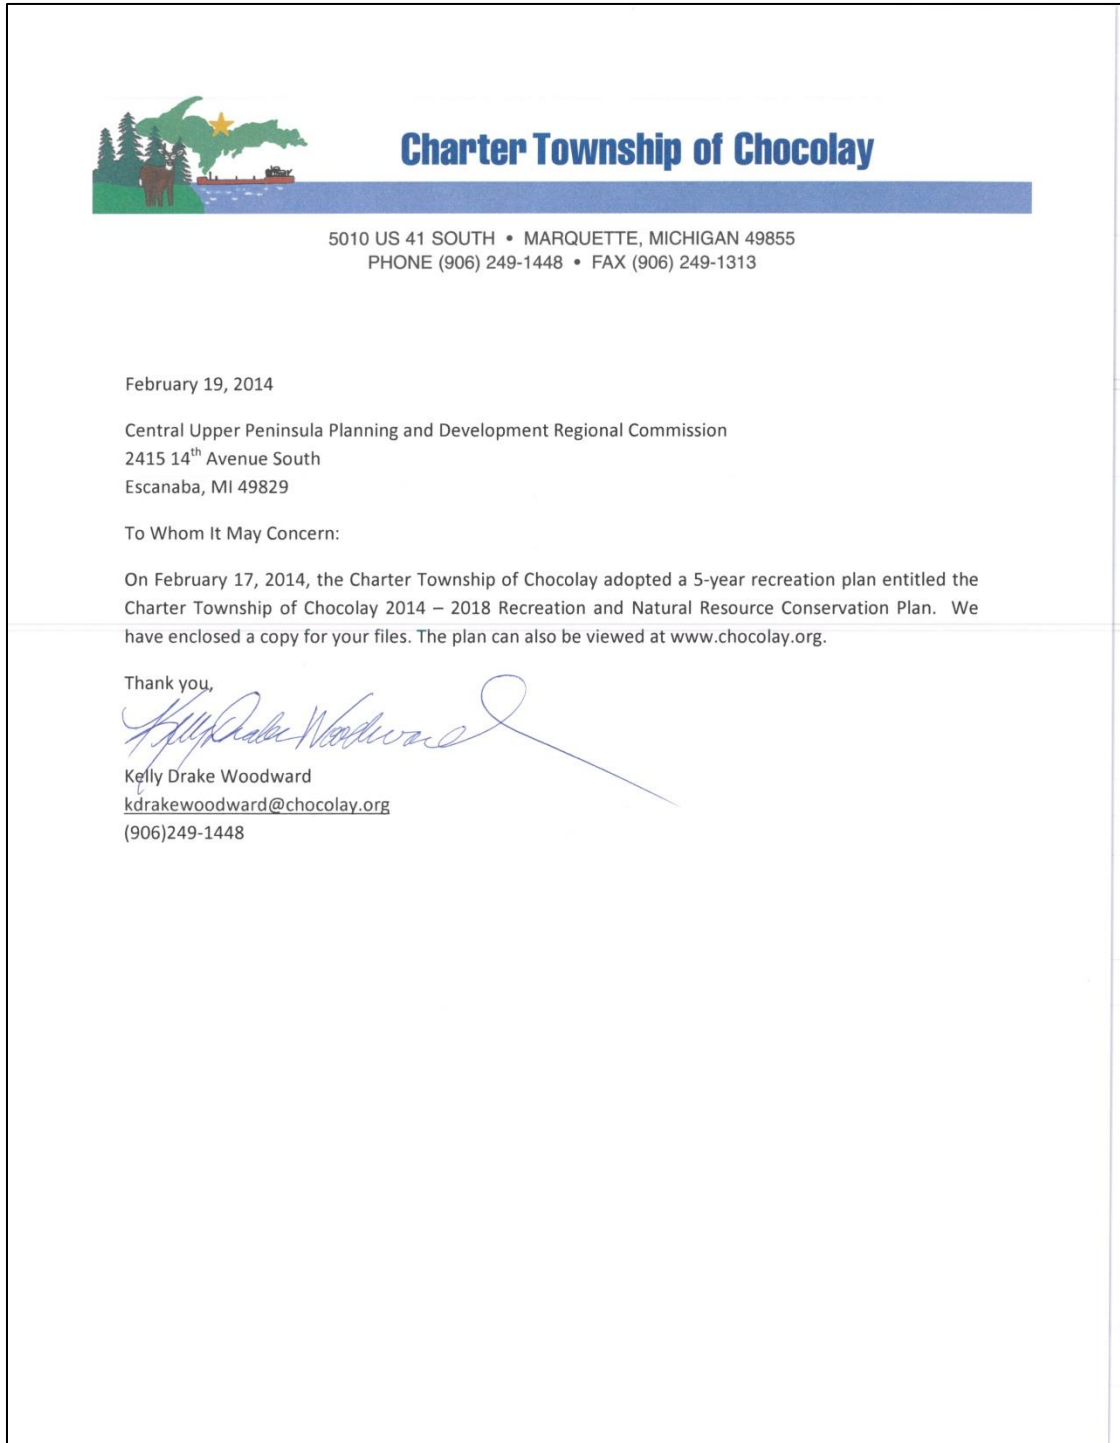 Charter Township of Chocolay
5010 US 41 SOUTH • MARQUETTE, MICHIGAN 49855
PHONE (906) 249-1448 • FAX (906) 249-1313
February 19, 2014
Central Upper Peninsula Planning and Development Regional Commission
2415 14th Avenue South
Escanaba, MI 49829
To Whom It May Concern:
On February 17, 2014, the Charter Township of Chocolay adopted a 5-year recreation plan entitled the
Charter Township of Chocolay 2014 – 2018 Recreation and Natural Resource Conservation Plan. We
have enclosed a copy for your files. The plan can also be viewed at www.chocolay.org.
Thank you,
Kelly Drake Woodward
Kelly Drake Woodward
kdrakewoodward@chocolay.org
(906)249-1448